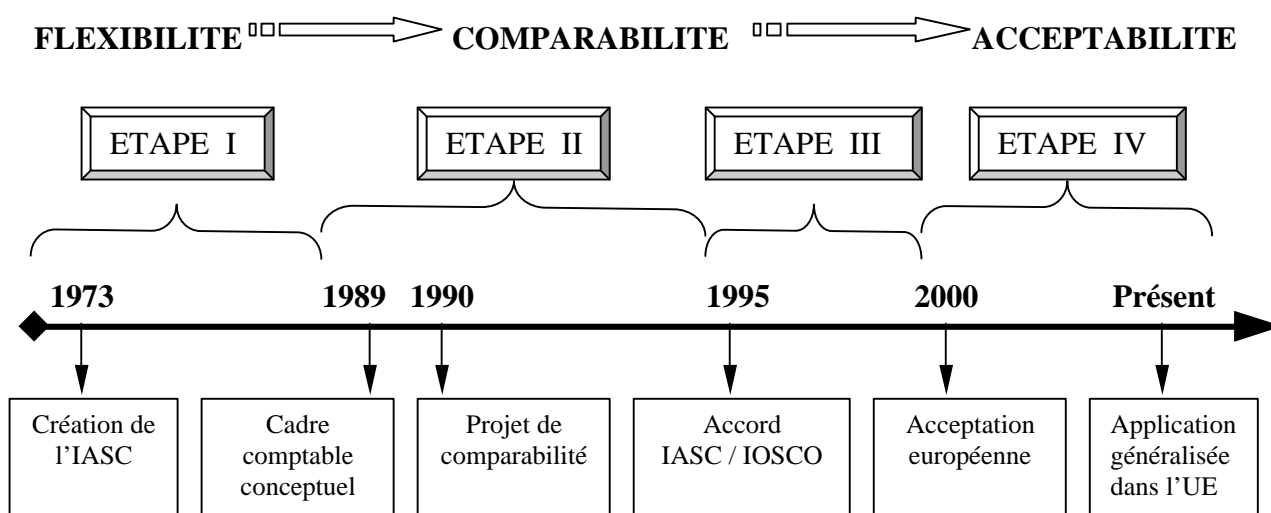 FLEXIBILITE COMPARABILITE ACCEPTABILITE
ETAPE I ETAPE II ETAPE III ETAPE IV
1973 1989 1990 1995 2000 Présent
Création de
l'IASC
Cadre
comptable
conceptuel
Projet de
comparabilité
Accord
IASC / IOSCO
Acceptation
européenne
Application
généralisée
dans l'UE